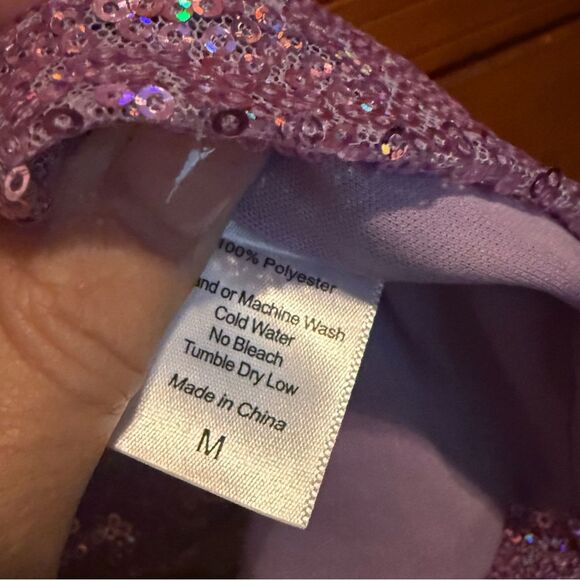 100% Polyester
and or Machine Wash
Cold Water
No Bleach
Tumble Dry Low
Made in China
M